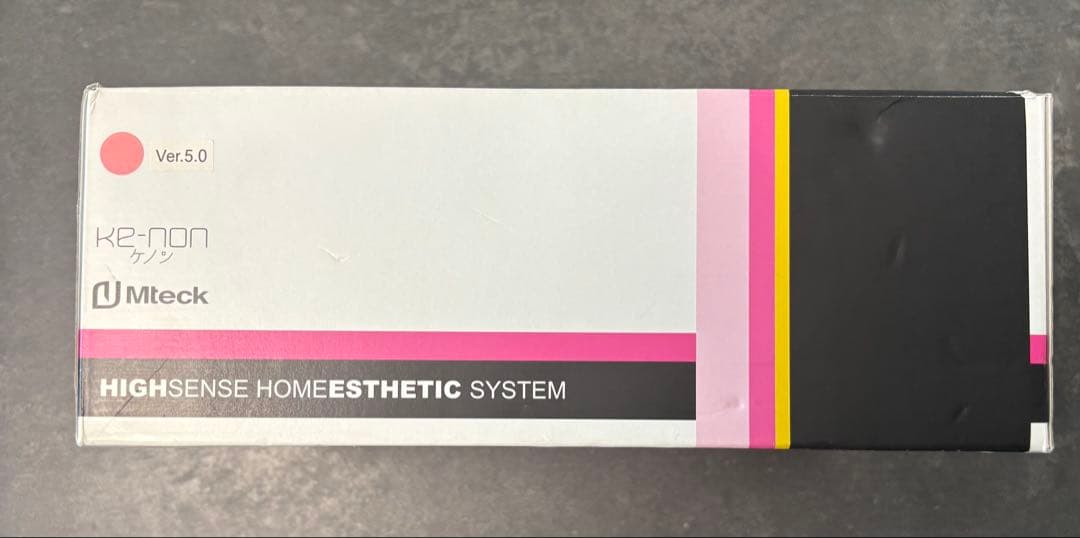 Ver.5.0
ke-non
ケノン
Mteck
HIGHSENSE HOMEESTHETIC SYSTEM